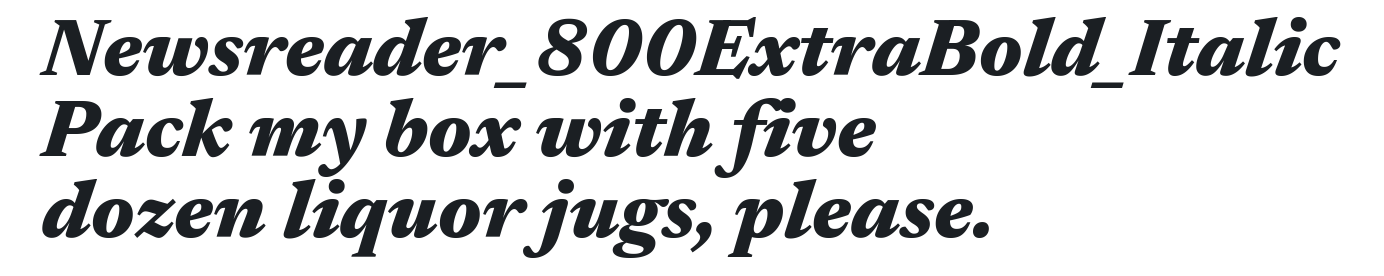 Newsreader_800ExtraBold_Italic
Pack my box with five
dozen liquor jugs, please.